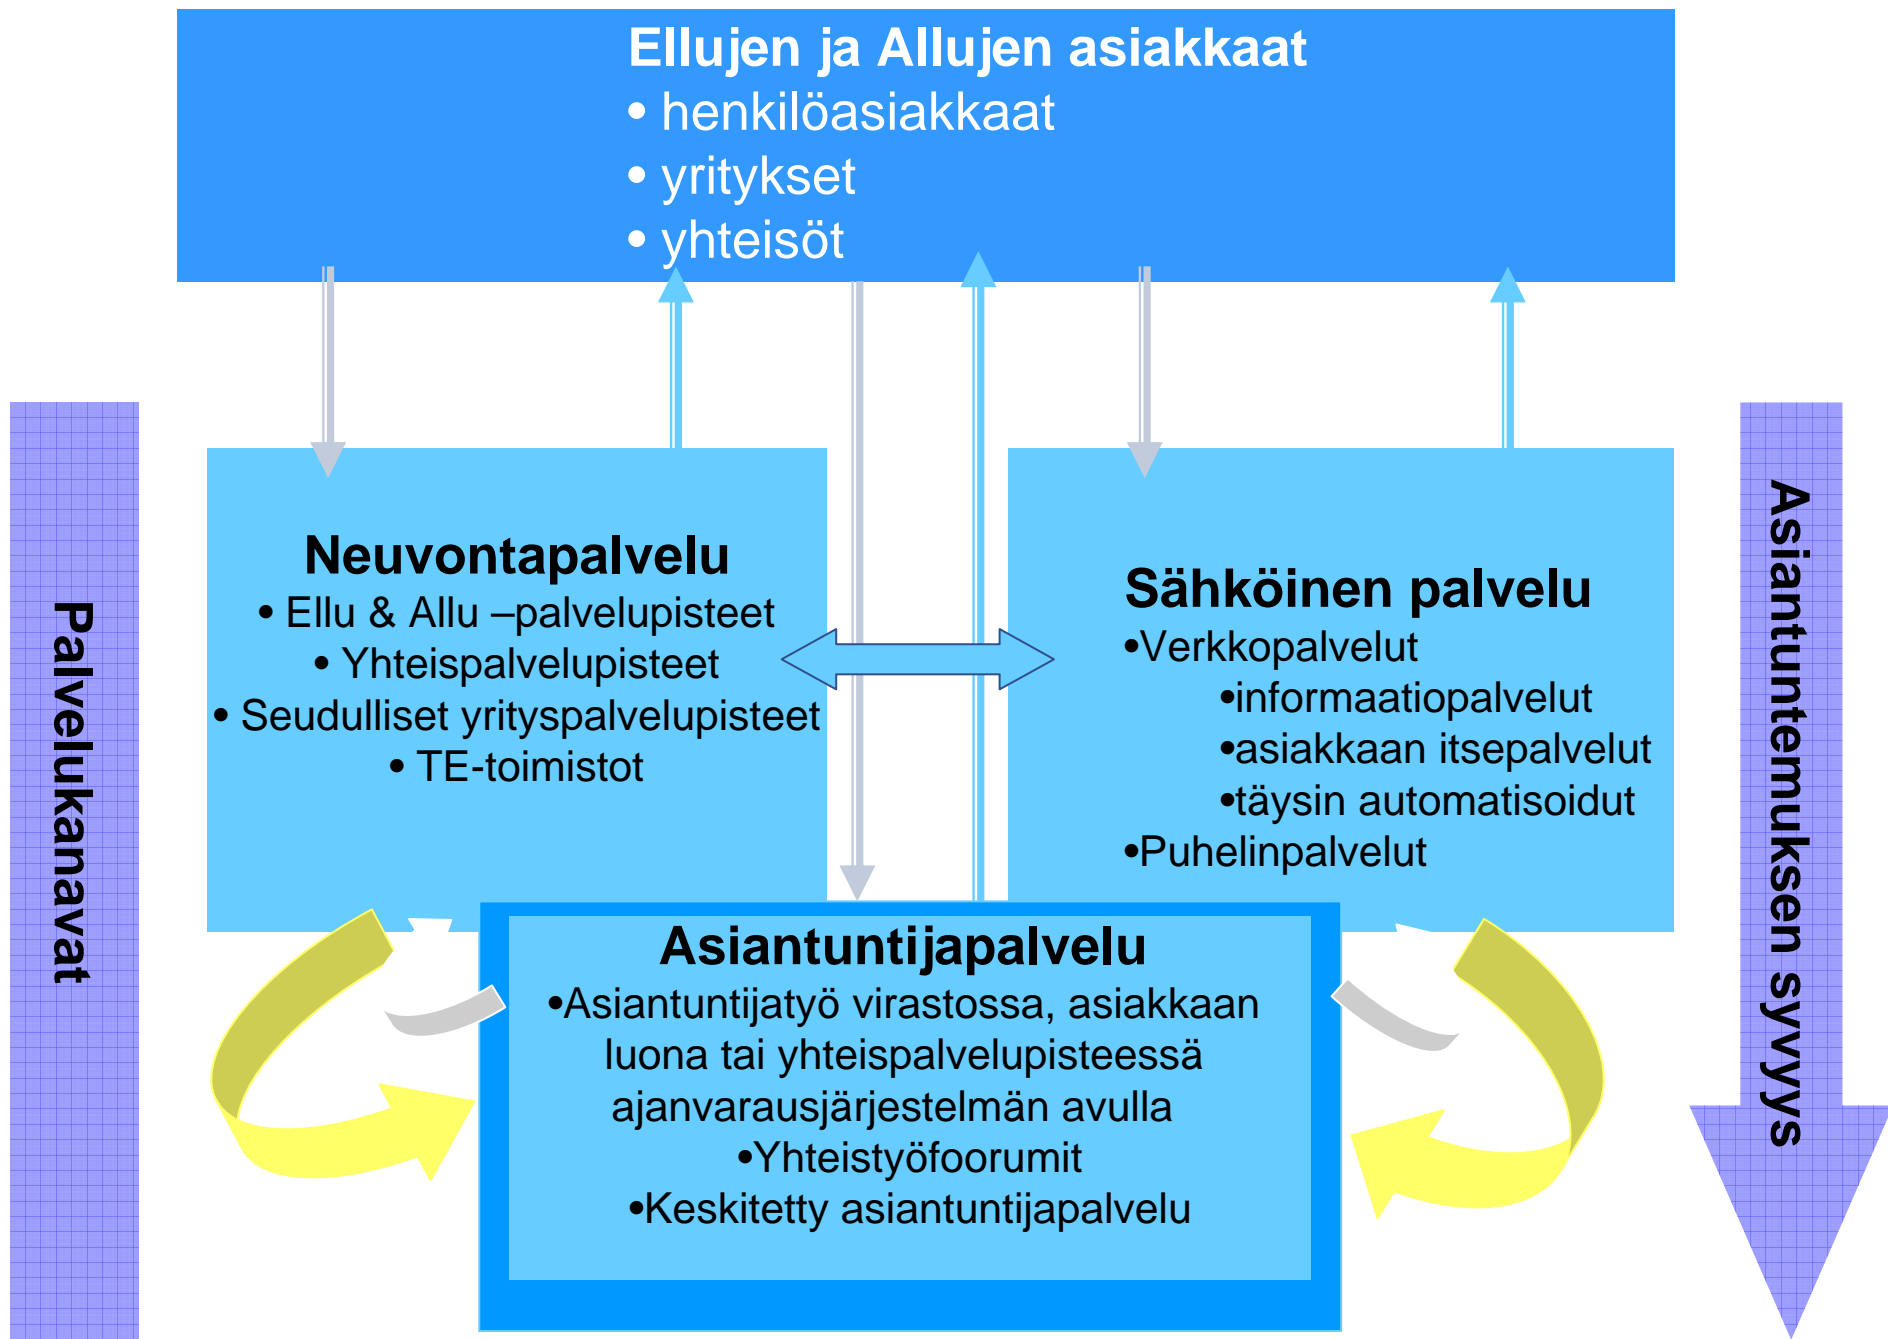 Ellujen ja Allujen asiakkaat
• henkilöasiakkaat
• yritykset
• yhteisöt
Palvelukanavat
Neuvontapalvelu
• Ellu & Allu –palvelupisteet
• Yhteispalvelupisteet
• Seudulliset yrityspalvelupisteet
• TE-toimistot
Sähköinen palvelu
•Verkkopalvelut
•informaatiopalvelut
•asiakkaan itsepalvelut
•täysin automatisoidut
•Puhelinpalvelut
Asiantuntemuksen syvyys
Asiantuntijapalvelu
•Asiantuntijatyö virastossa, asiakkaan
luona tai yhteispalvelupisteessä
ajanvarausjärjestelmän avulla
•Yhteistyöfoorumit
•Keskitetty asiantuntijapalvelu